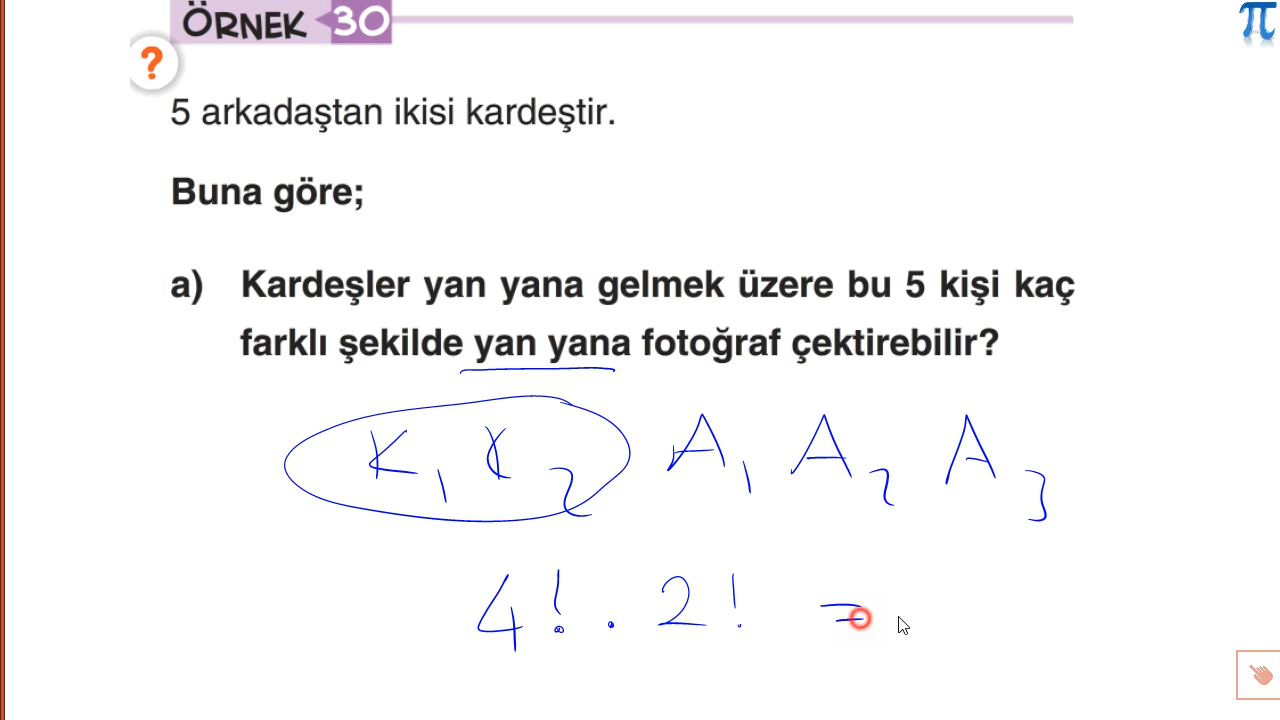 ÖRNEK 30
?
π
5 arkadaştan ikisi kardeştir.
Buna göre;
a) Kardeşler yan yana gelmek üzere bu 5 kişi kaç
farklı şekilde yan yana fotoğraf çektirebilir?
K₁ K₂ A₁ A₂ A₃
4! . 2! =